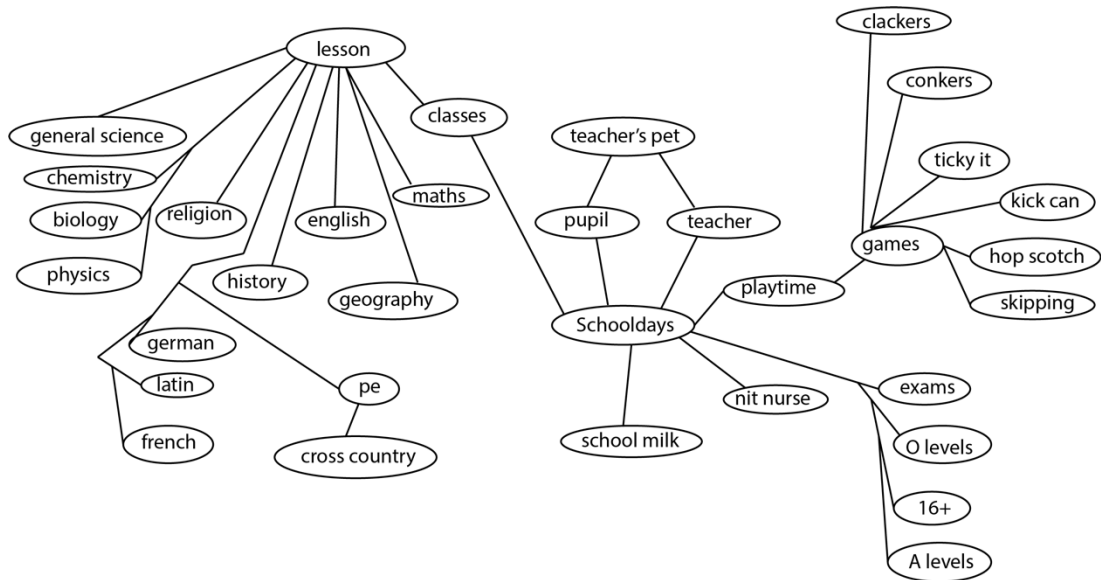 clackers
lesson
conkers
classes
general science
teacher's pet
ticky it
chemistry
maths
kick can
biology
religion
english
pupil
teacher
games
hop scotch
physics
history
geography
playtime
skipping
Schooldays
german
latin
pe
nit nurse
exams
french
cross country
school milk
O levels
16+
A levels